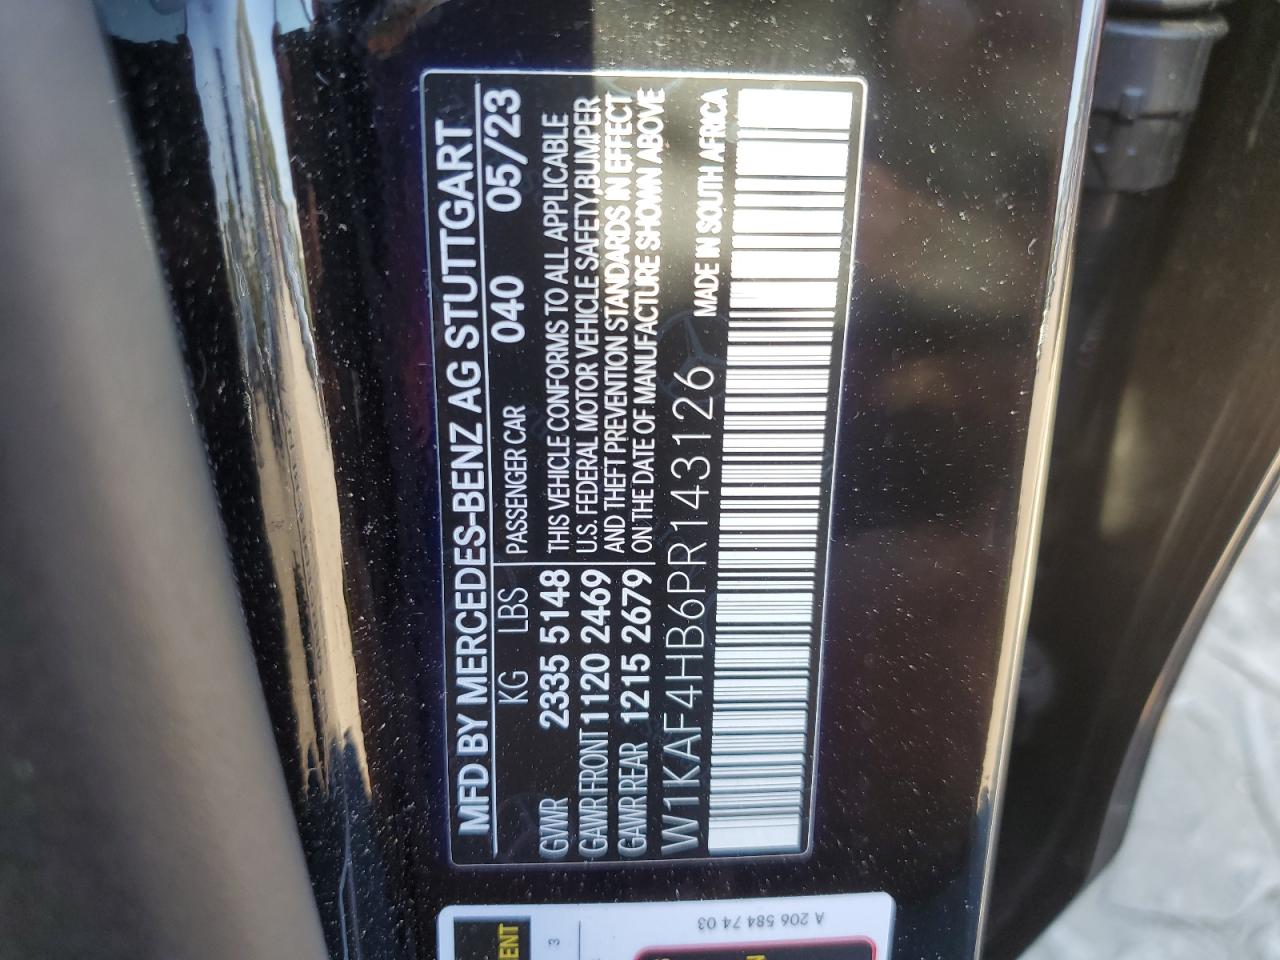 MFD BY MERCEDES-BENZ AG STUTTGART
KG LBS PASSENGER CAR 040 05/23
GVWR 2335 5148
GAWR FRONT 1120 2469
GAWR REAR 1215 2679
THIS VEHICLE CONFORMS TO ALL APPLICABLE
U.S. FEDERAL MOTOR VEHICLE SAFETY,BUMPER
AND THEFT PREVENTION STANDARDS IN EFFECT
ON THE DATE OF MANUFACTURE SHOWN ABOVE
W1KAF4HB6PR143126 MADE IN SOUTH AFRICA
A 206 584 74 03
3